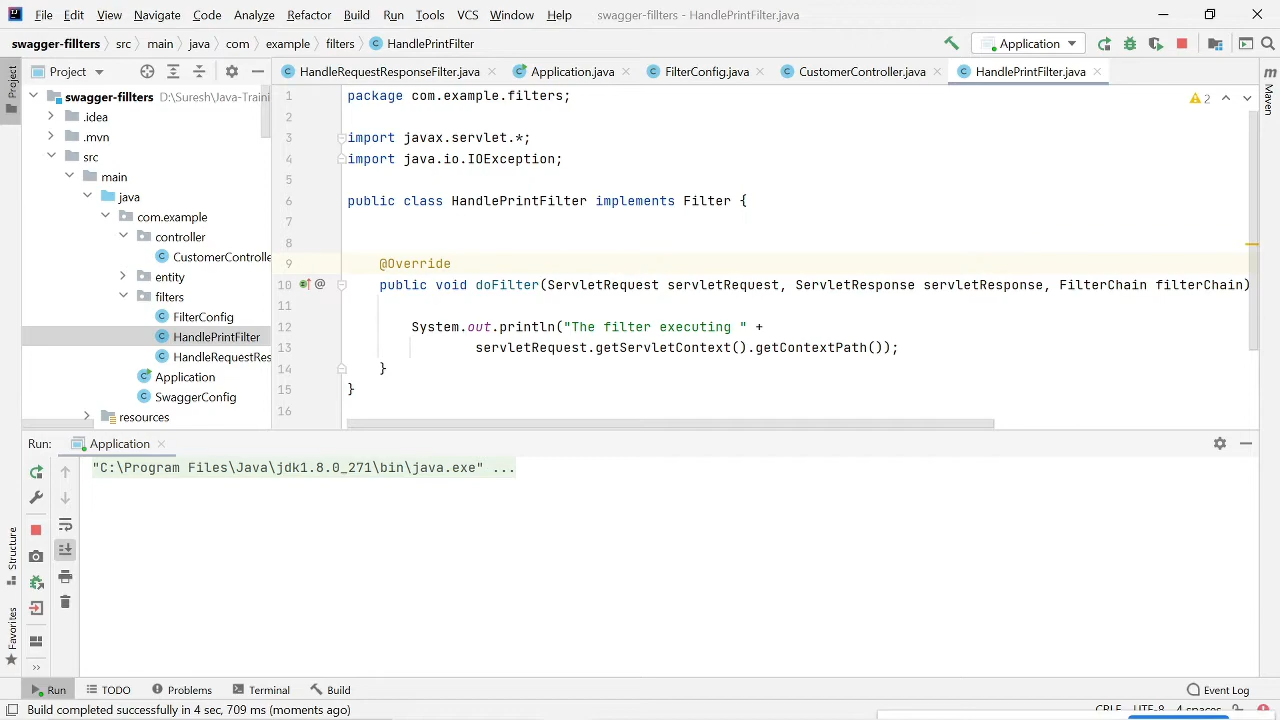 File Edit View Navigate Code Analyze Refactor Build Run Tools VCS Window Help swagger-fillters - HandlePrintFilter.java
swagger-fillters src main java com example filters HandlePrintFilter Application
Project HandleRequestResponseFilter.java Application.java FilterConfig.java CustomerController.java HandlePrintFilter.java
Project
Maven
swagger-fillters D:\Suresh\Java-Traini
.idea
.mvn
src
main
java
com.example
controller
CustomerControlle
entity
filters
FilterConfig
HandlePrintFilter
HandleRequestRes
Application
SwaggerConfig
resources
2
1 package com.example.filters;
2
3 import javax.servlet.*;
4 import java.io.IOException;
5
6 public class HandlePrintFilter implements Filter {
7
8
9 @Override
10 @ public void doFilter(ServletRequest servletRequest, ServletResponse servletResponse, FilterChain filterChain)
11
12 System.out.println("The filter executing " +
13 servletRequest.getServletContext().getContextPath());
14 }
15 }
16
Run: Application
"C:\Program Files\Java\jdk1.8.0_271\bin\java.exe" ...
Structure
Favorites
Run TODO Problems Terminal Build Event Log
Build completed successfully in 4 sec, 709 ms (moments ago) CRLF UTF-8 4 spaces